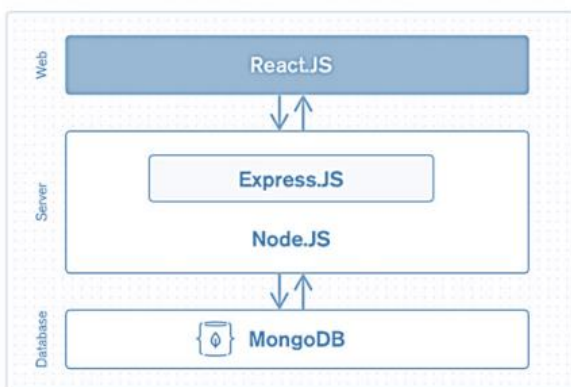 Web
React.JS
Server
Express.JS
Node.JS
Database
MongoDB